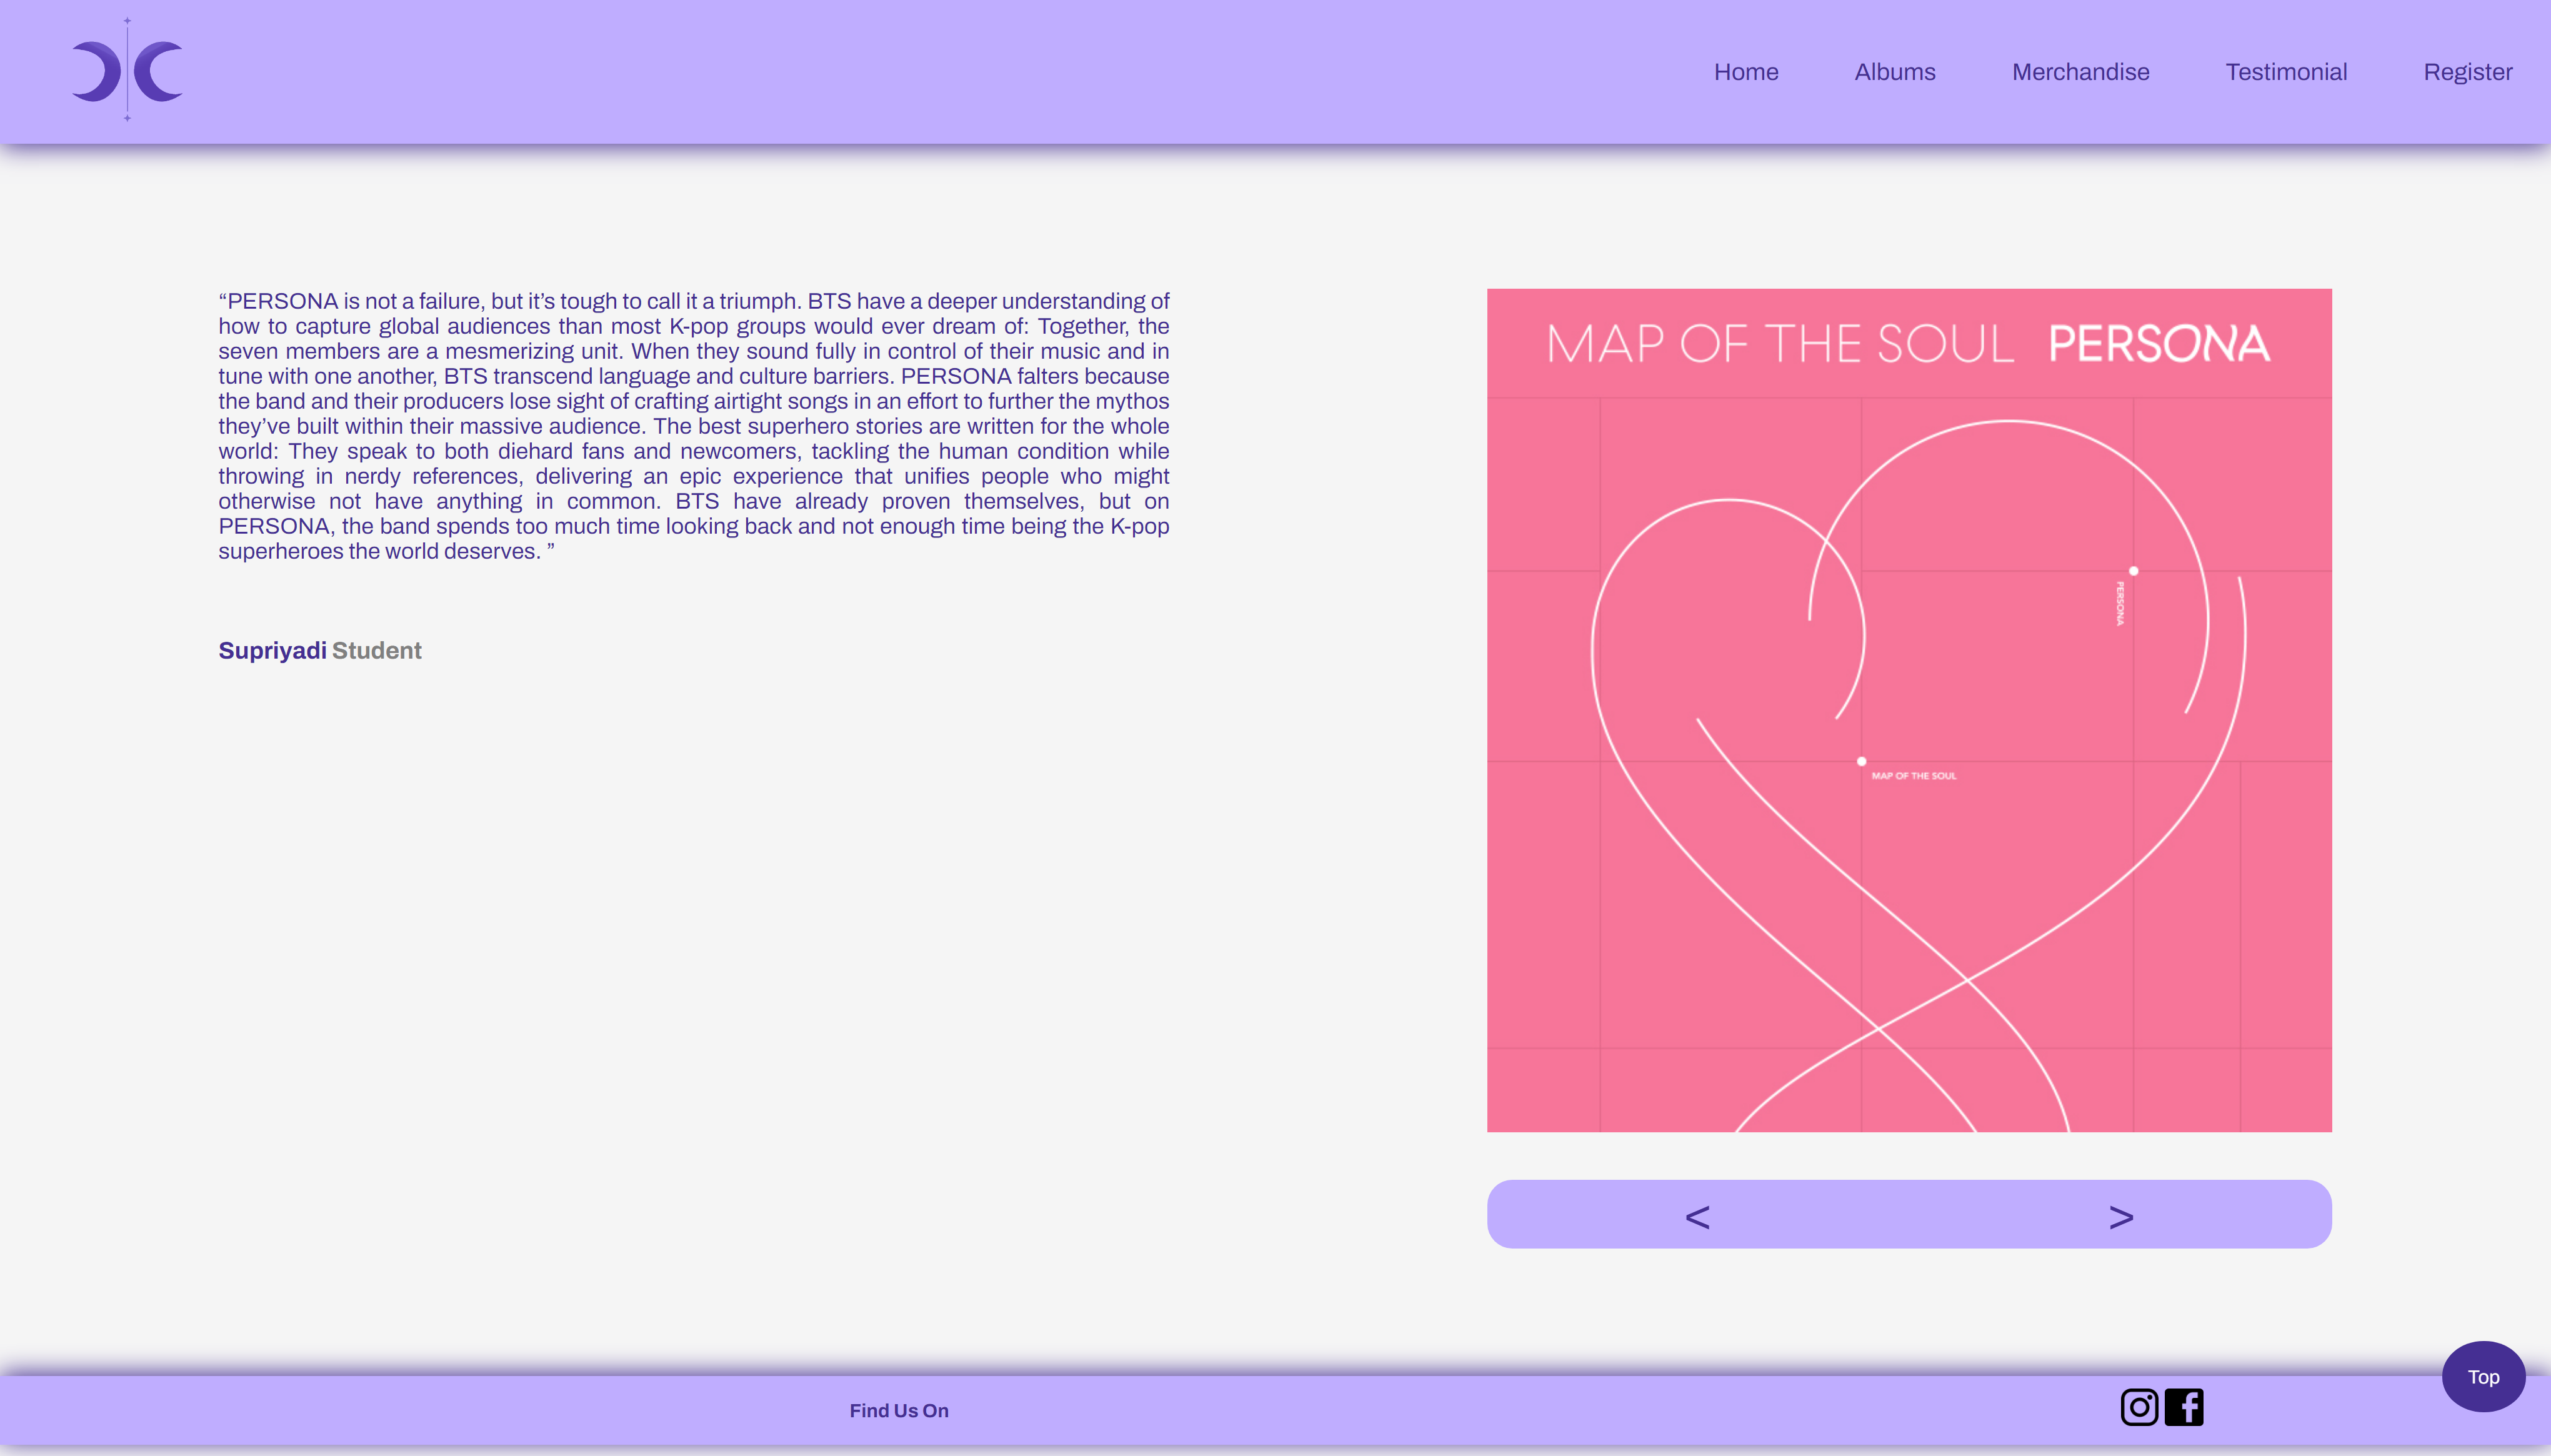 Home Albums Merchandise Testimonial Register
“PERSONA is not a failure, but it’s tough to call it a triumph. BTS have a deeper understanding of
how to capture global audiences than most K-pop groups would ever dream of: Together, the
seven members are a mesmerizing unit. When they sound fully in control of their music and in
tune with one another, BTS transcend language and culture barriers. PERSONA falters because
the band and their producers lose sight of crafting airtight songs in an effort to further the mythos
they’ve built within their massive audience. The best superhero stories are written for the whole
world: They speak to both diehard fans and newcomers, tackling the human condition while
throwing in nerdy references, delivering an epic experience that unifies people who might
otherwise not have anything in common. BTS have already proven themselves, but on
PERSONA, the band spends too much time looking back and not enough time being the K-pop
superheroes the world deserves. ”
Supriyadi Student
MAP OF THE SOUL PERSONA
PERSONA
MAP OF THE SOUL
< >
Top
Find Us On